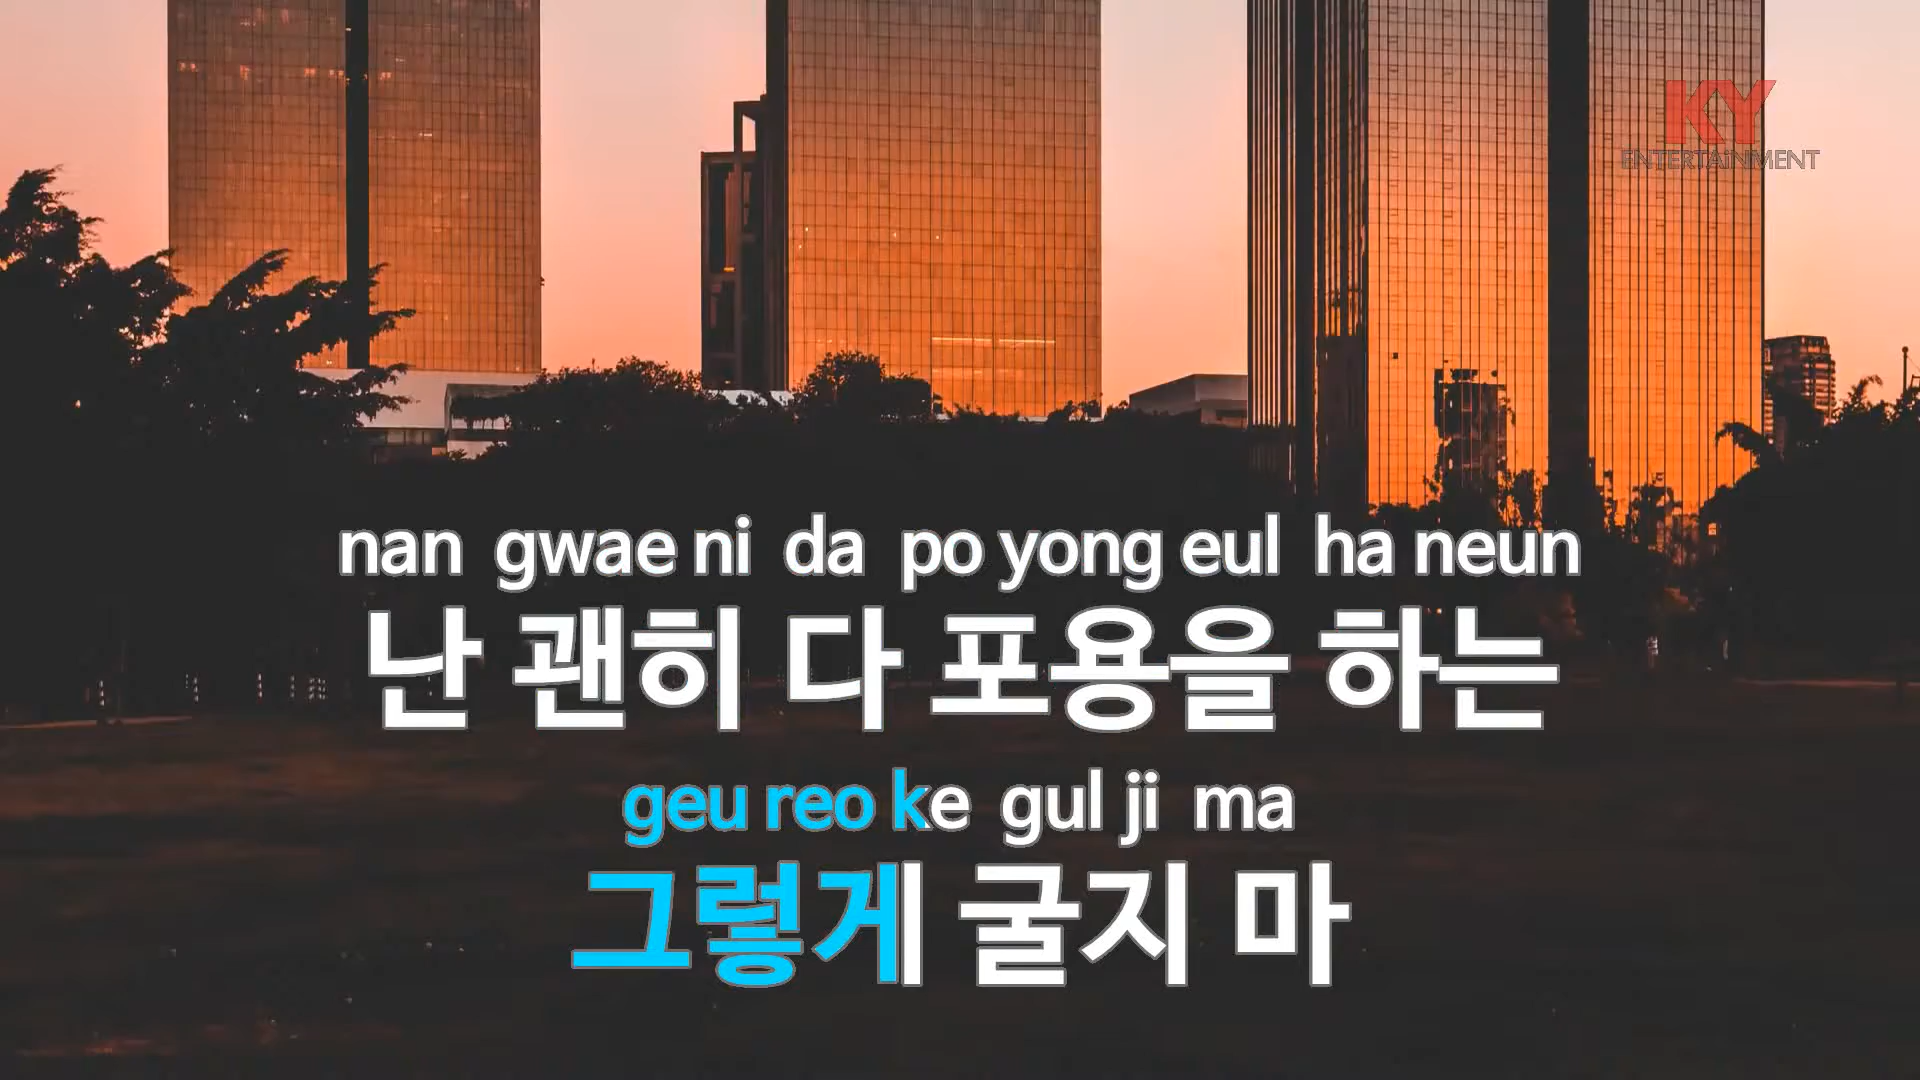 KY
ENTERTAiNMENT
nan gwae ni da po yong eul ha neun
난 괜히 다 포용을 하는
geu reo ke gul ji ma
그렇게 굴지 마